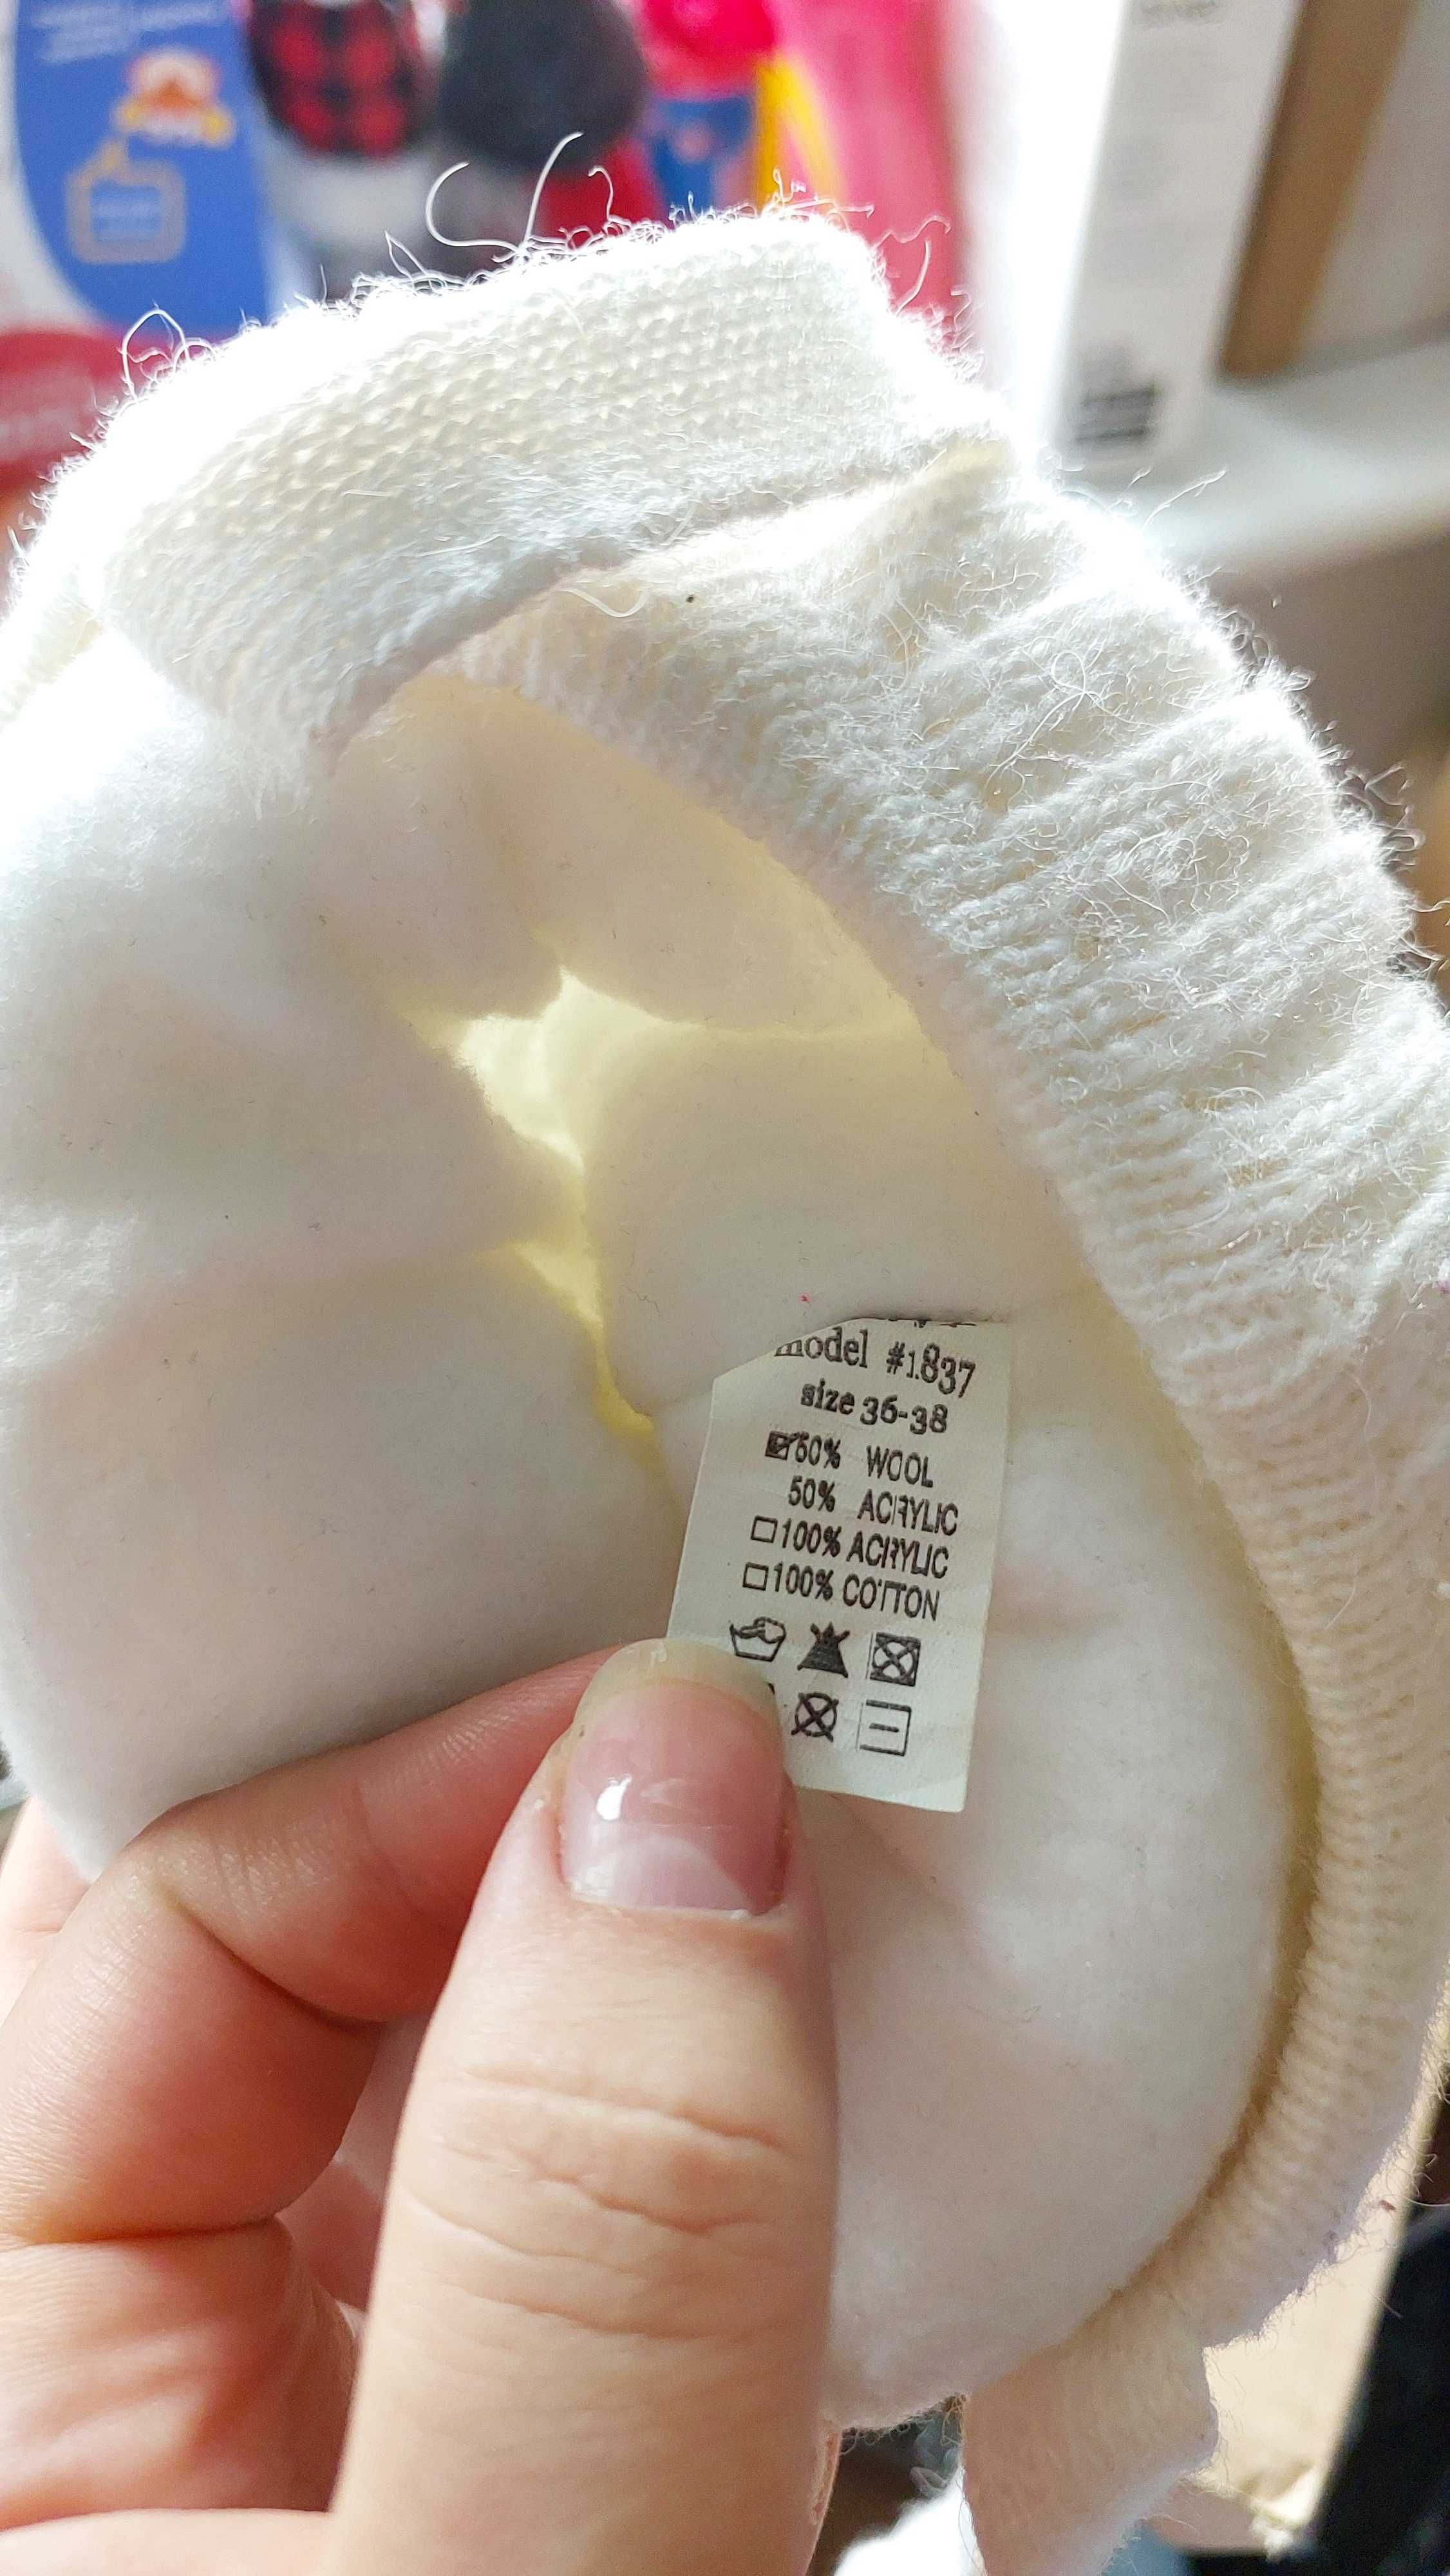 model #1837
size 36-38
☑50% WOOL
50% ACRYLIC
☐100% ACRYLIC
☐100% COTTON